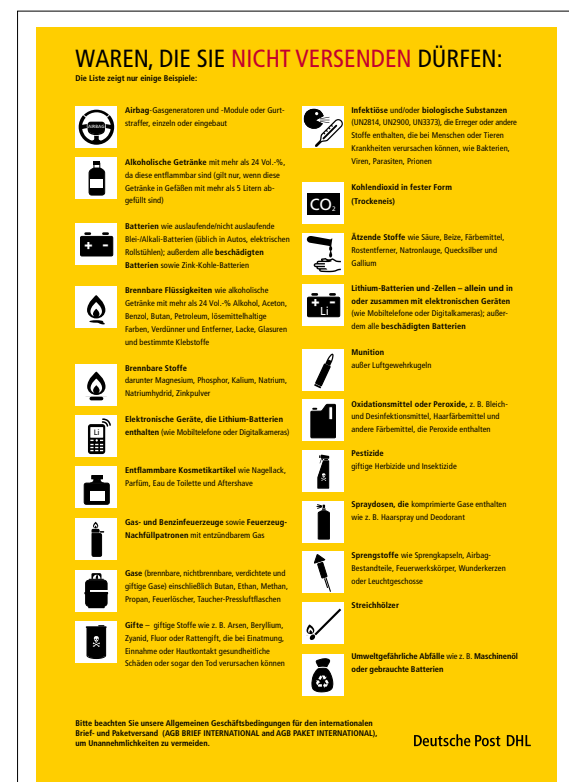 WAREN, DIE SIE NICHT VERSENDEN DÜRFEN:
Die Liste zeigt nur einige Beispiele:
AIRBAG
Airbag-Gasgeneratoren und -Module oder Gurt-
straffer, einzeln oder eingebaut
Alkoholische Getränke mit mehr als 24 Vol.-%,
da diese entflammbar sind (gilt nur, wenn diese
Getränke in Gefäßen mit mehr als 5 Litern ab-
gefüllt sind)
Batterien wie auslaufende/nicht auslaufende
Blei-/Alkali-Batterien (üblich in Autos, elektrischen
Rollstühlen); außerdem alle beschädigten
Batterien sowie Zink-Kohle-Batterien
Brennbare Flüssigkeiten wie alkoholische
Getränke mit mehr als 24 Vol.-% Alkohol, Aceton,
Benzol, Butan, Petroleum, lösemittelhaltige
Farben, Verdünner und Entferner, Lacke, Glasuren
und bestimmte Klebstoffe
Brennbare Stoffe
darunter Magnesium, Phosphor, Kalium, Natrium,
Natriumhydrid, Zinkpulver
Li
Elektronische Geräte, die Lithium-Batterien
enthalten (wie Mobiltelefone oder Digitalkameras)
Entflammbare Kosmetikartikel wie Nagellack,
Parfüm, Eau de Toilette und Aftershave
Gas- und Benzinfeuerzeuge sowie Feuerzeug-
Nachfüllpatronen mit entzündbarem Gas
Gase (brennbare, nichtbrennbare, verdichtete und
giftige Gase) einschließlich Butan, Ethan, Methan,
Propan, Feuerlöscher, Taucher-Pressluftflaschen
Gifte – giftige Stoffe wie z. B. Arsen, Beryllium,
Zyanid, Fluor oder Rattengift, die bei Einatmung,
Einnahme oder Hautkontakt gesundheitliche
Schäden oder sogar den Tod verursachen können
Infektiöse und/oder biologische Substanzen
(UN2814, UN2900, UN3373), die Erreger oder andere
Stoffe enthalten, die bei Menschen oder Tieren
Krankheiten verursachen können, wie Bakterien,
Viren, Parasiten, Prionen
CO2
Kohlendioxid in fester Form
(Trockeneis)
Ätzende Stoffe wie Säure, Beize, Färbemittel,
Rostentferner, Natronlauge, Quecksilber und
Gallium
Li
Lithium-Batterien und -Zellen – allein und in
oder zusammen mit elektronischen Geräten
(wie Mobiltelefone oder Digitalkameras); außer-
dem alle beschädigten Batterien
Munition
außer Luftgewehrkugeln
Oxidationsmittel oder Peroxide, z. B. Bleich-
und Desinfektionsmittel, Haarfärbemittel und
andere Färbemittel, die Peroxide enthalten
Pestizide
giftige Herbizide und Insektizide
Spraydosen, die komprimierte Gase enthalten
wie z. B. Haarspray und Deodorant
Sprengstoffe wie Sprengkapseln, Airbag-
Bestandteile, Feuerwerkskörper, Wunderkerzen
oder Leuchtgeschosse
Streichhölzer
Umweltgefährliche Abfälle wie z. B. Maschinenöl
oder gebrauchte Batterien
Bitte beachten Sie unsere Allgemeinen Geschäftsbedingungen für den internationalen
Brief- und Paketversand (AGB BRIEF INTERNATIONAL and AGB PAKET INTERNATIONAL),
um Unannehmlichkeiten zu vermeiden.
Deutsche Post DHL